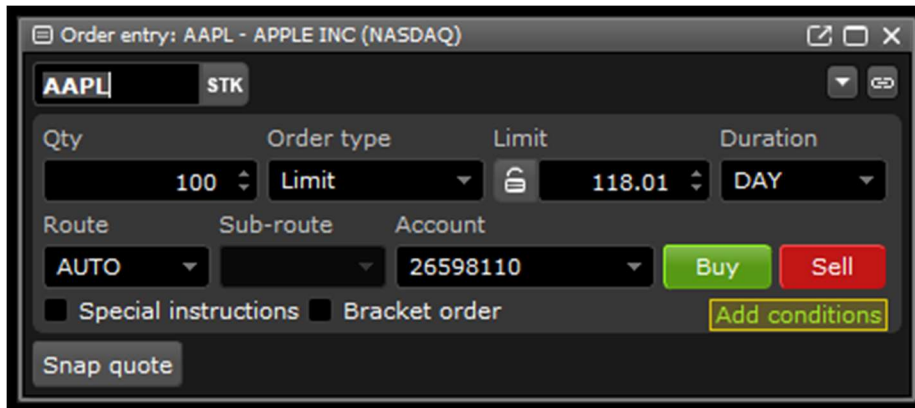 Order entry: AAPL - APPLE INC (NASDAQ)
AAPL STK
Qty Order type Limit Duration
100 Limit 118.01 DAY
Route Sub-route Account
AUTO 26598110 Buy Sell
Special instructions Bracket order Add conditions
Snap quote